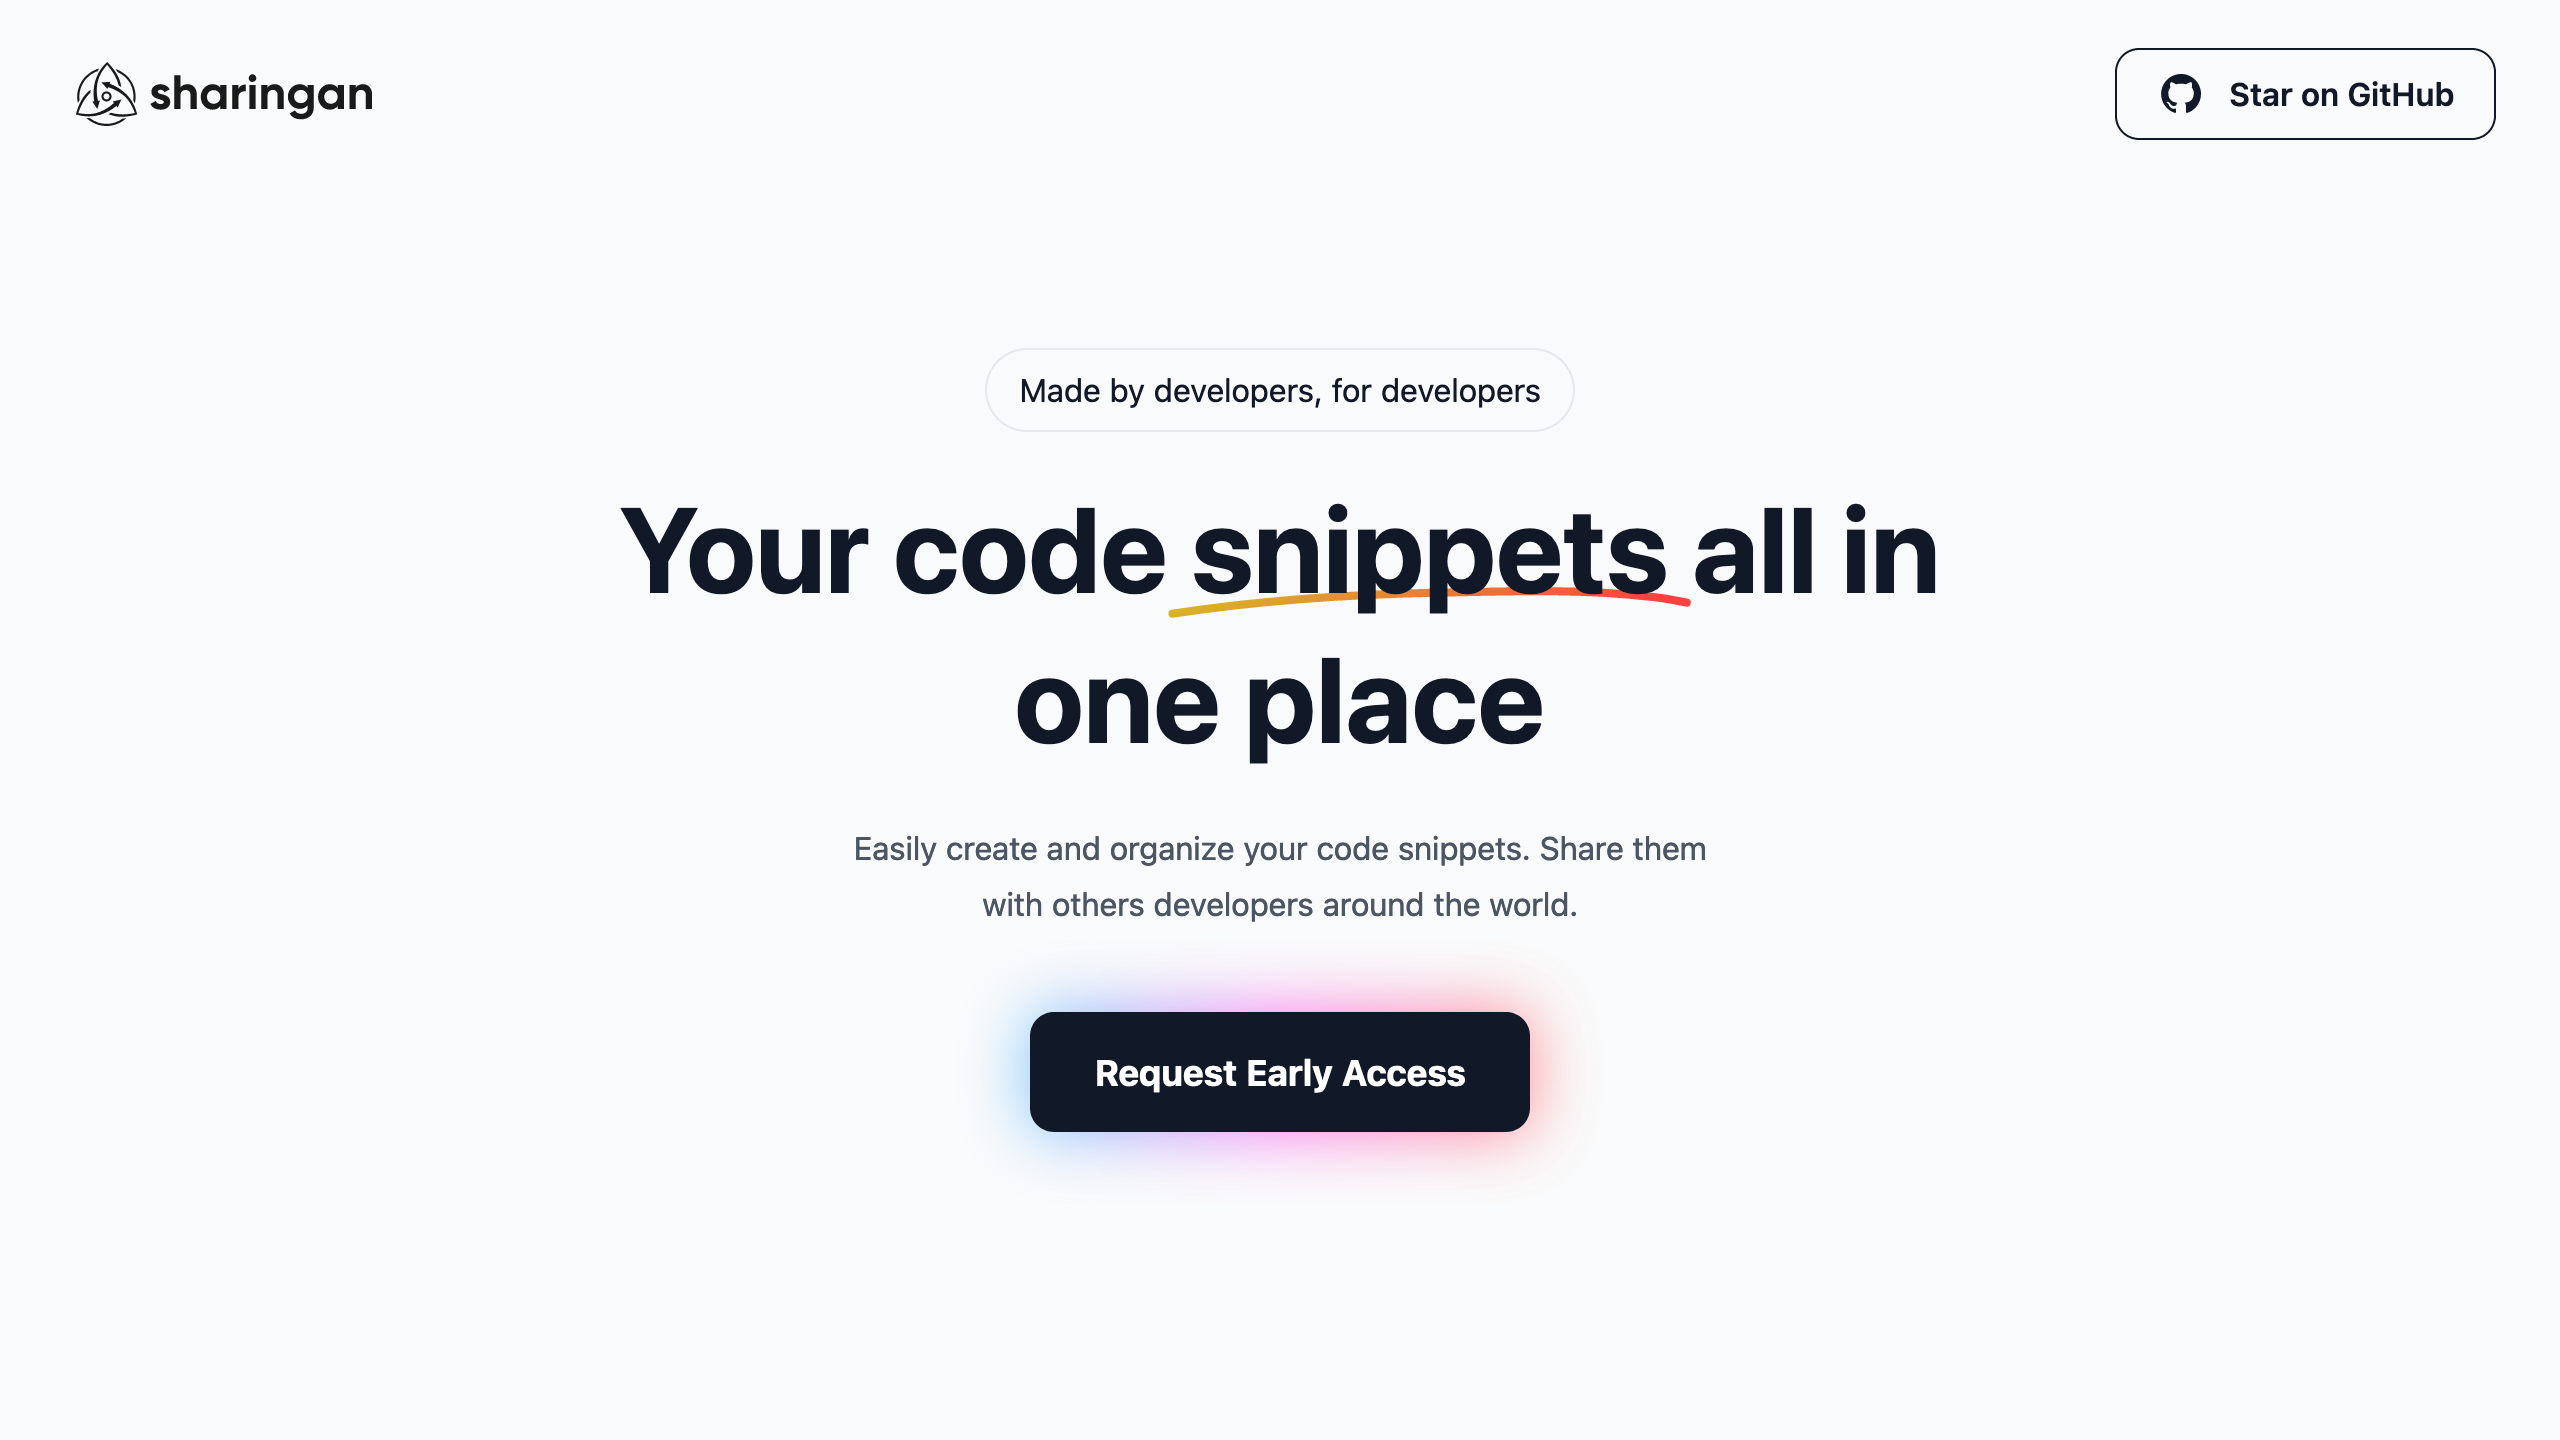 sharingan
Star on GitHub
Made by developers, for developers
Your code snippets all in
one place
Easily create and organize your code snippets. Share them
with others developers around the world.
Request Early Access